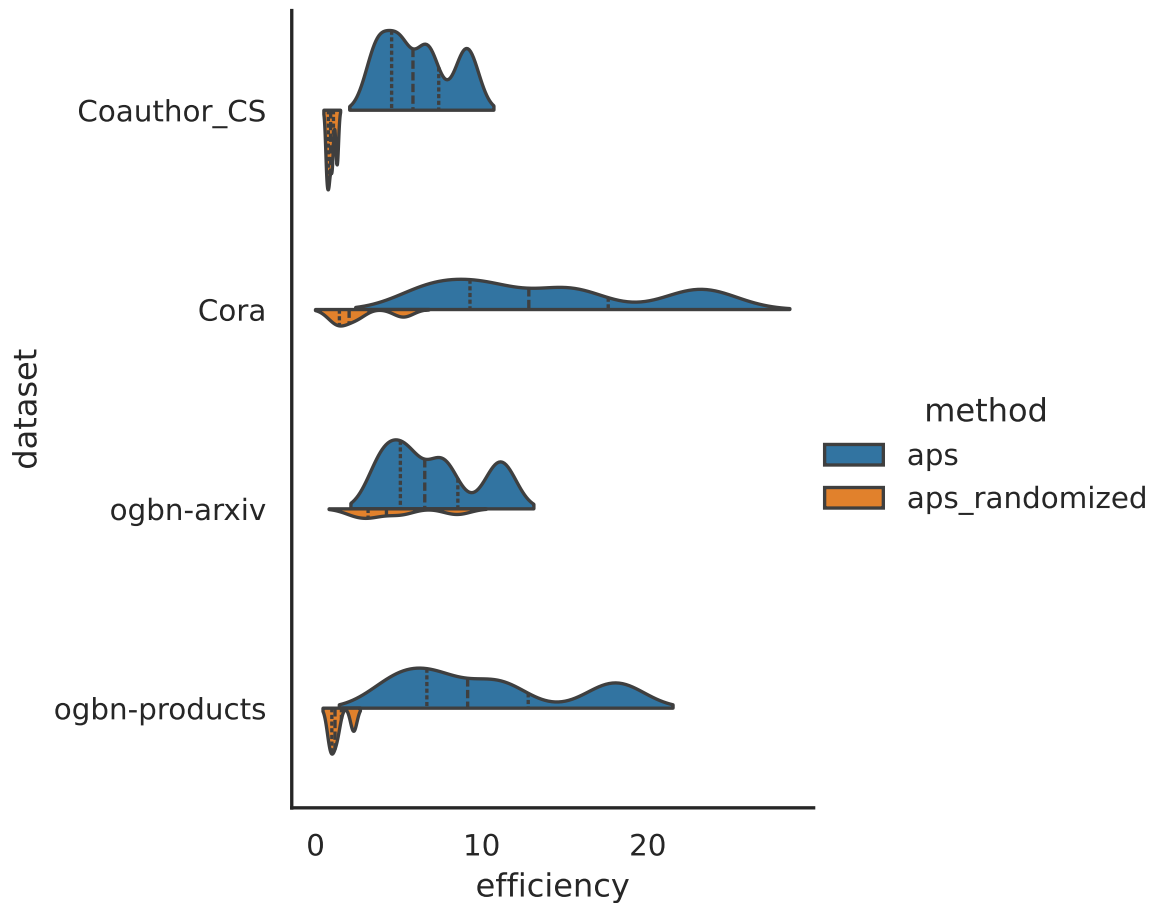 Coauthor_CS
Cora
ogbn-arxiv
ogbn-products
dataset
0 10 20
efficiency
method
aps
aps_randomized